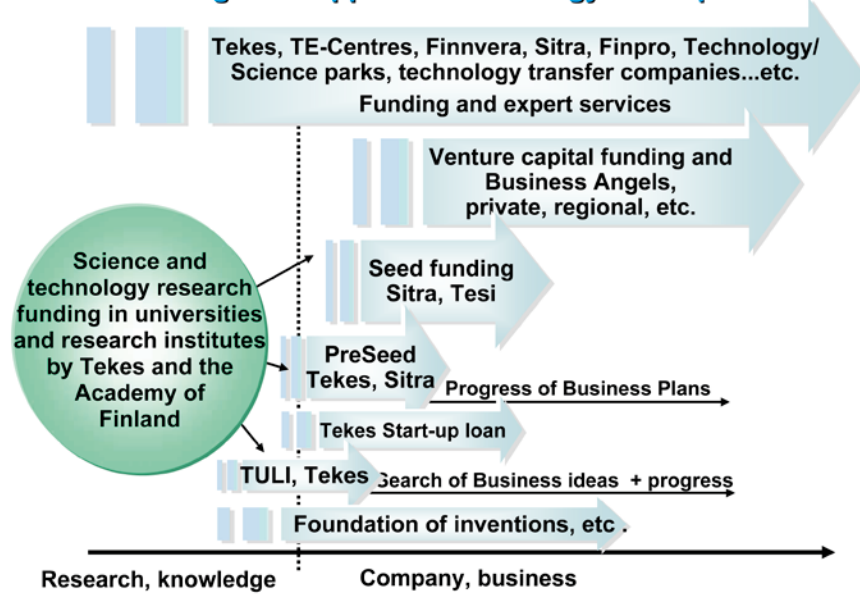 Tekes, TE-Centres, Finnvera, Sitra, Finpro, Technology/
Science parks, technology transfer companies...etc.
Funding and expert services
Venture capital funding and
Business Angels,
private, regional, etc.
Science and
technology research
funding in universities
and research institutes
by Tekes and the
Academy of
Finland
Seed funding
Sitra, Tesi
PreSeed
Tekes, Sitra
Progress of Business Plans
Tekes Start-up loan
TULI, Tekes
Search of Business ideas + progress
Foundation of inventions, etc .
Research, knowledge
Company, business